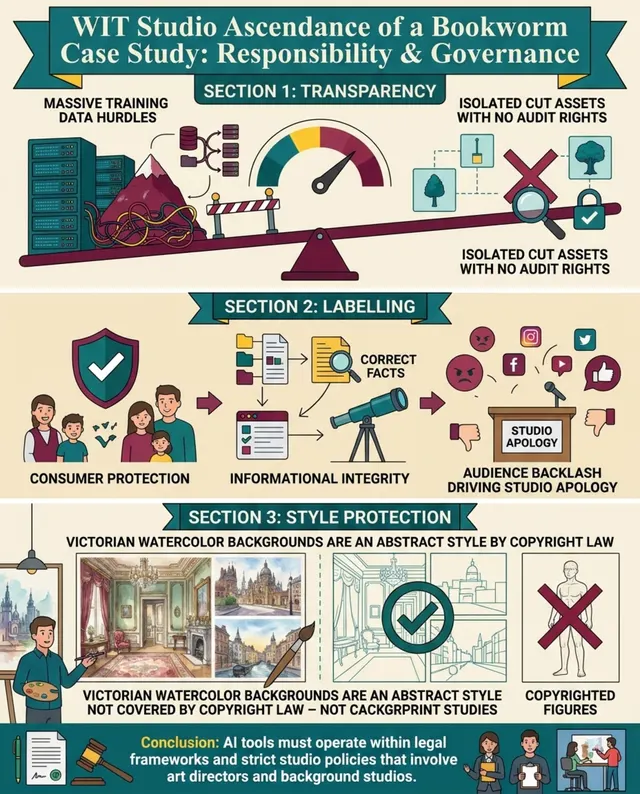 WIT Studio Ascendance of a Bookworm
Case Study: Responsibility & Governance
SECTION 1: TRANSPARENCY
MASSIVE TRAINING
DATA HURDLES
ISOLATED CUT ASSETS
WITH NO AUDIT RIGHTS
ISOLATED CUT ASSETS
WITH NO AUDIT RIGHTS
SECTION 2: LABELLING
CORRECT
FACTS
STUDIO
APOLOGY
CONSUMER PROTECTION
INFORMATIONAL INTEGRITY
AUDIENCE BACKLASH
DRIVING STUDIO APOLOGY
SECTION 3: STYLE PROTECTION
VICTORIAN WATERCOLOR BACKGROUNDS ARE AN ABSTRACT STYLE BY COPYRIGHT LAW
VICTORIAN WATERCOLOR BACKGROUNDS ARE AN ABSTRACT STYLE
NOT COVERED BY COPYRIGHT LAW – NOT CACKGRPRINT STUDIES
COPYRIGHTED
FIGURES
Conclusion: AI tools must operate within legal
frameworks and strict studio policies that involve
art directors and background studios.